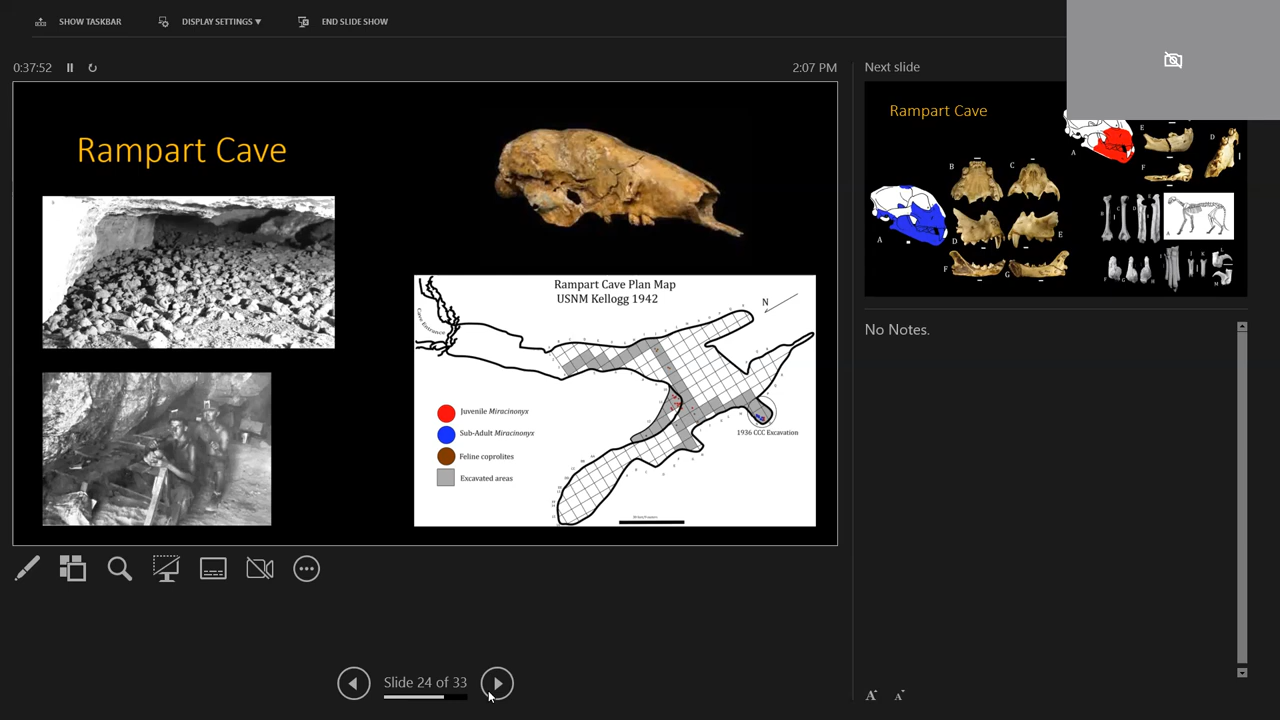 SHOW TASKBAR
DISPLAY SETTINGS ▼
END SLIDE SHOW
0:37:52
2:07 PM
Next slide
Rampart Cave
Rampart Cave Plan Map
USNM Kellogg 1942
N
Cave Entrance
Juvenile Miracinonyx
Sub-Adult Miracinonyx
Feline coprolites
Excavated areas
1936 CCC Excavation
Rampart Cave
A
B
C
D
E
F
G
A
D
E
F
No Notes.
Slide 24 of 33
A
A